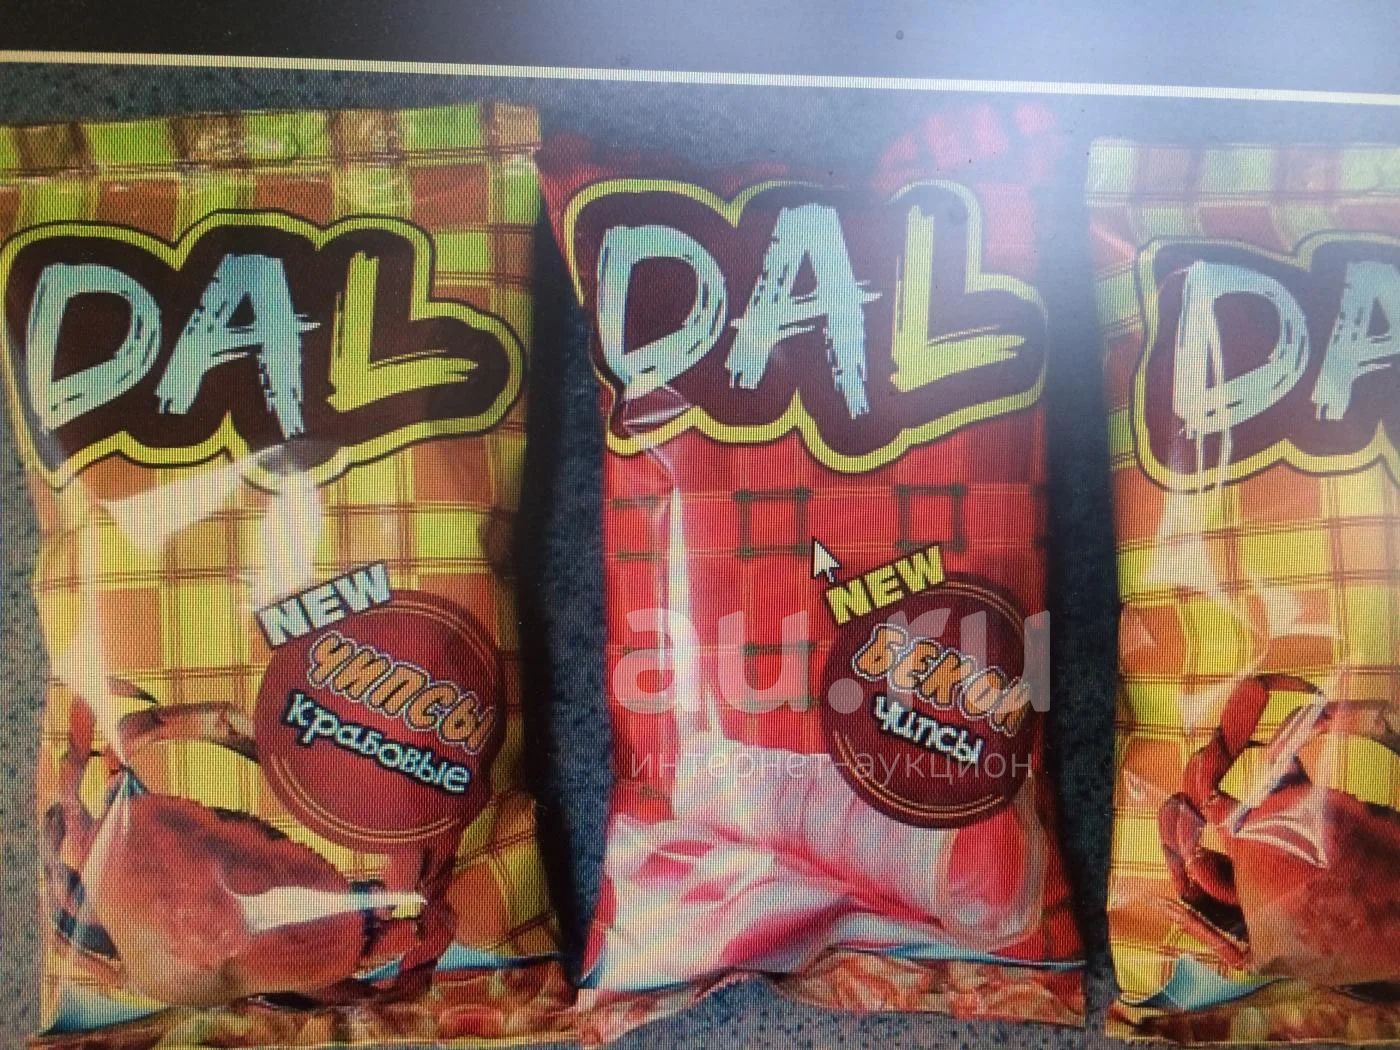 DAL
NEW
чипсы
крабовые
DAL
NEW
БЕКОН
чипсы
DA
au.ru
интернет-аукцион